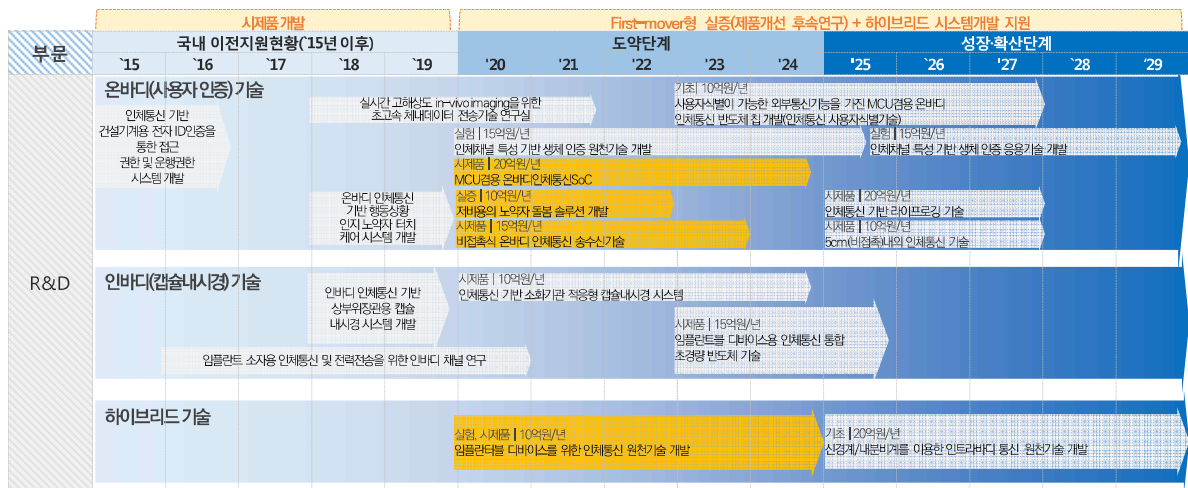 시제품 개발
First-mover형 실증(제품개선 후속연구) + 하이브리드 시스템개발 지원
부문
국내 이전지원현황(`15년 이후)
도약단계
성장·확산단계
`15 `16 `17 `18 `19 `20 `21 `22 `23 `24 `25 `26 `27 `28 `29
R&D
온바디(사용자 인증) 기술
인체통신 기반
건설기계용 전자 ID인증을
통한 접근
권한 및 운행권한
시스템 개발
실시간 고해상도 in-vivo imaging을 위한
초고속 체내데이터 전송기술 연구실
기초| 10억원/년
사용자식별이 가능한 외부통신기능을 가진 MCU겸용 온바디
인체통신 반도체 칩 개발(인체통신 사용자식별기술)
실험 | 15억원/년
인체채널 특성 기반 생체 인증 원천기술 개발
실험 | 15억원/년
인체채널 특성 기반 생체 인증 응용기술 개발
시제품 | 20억원/년
MCU겸용 온바디인체통신SoC
온바디 인체통신
기반 행동상황
인지 노약자 터치
케어 시스템 개발
실증 | 10억원/년
저비용의 노약자 돌봄 솔루션 개발
시제품 | 20억원/년
인체통신 기반 라이프로깅 기술
시제품 | 15억원/년
비접촉식 온바디 인체통신 송수신기술
시제품 | 10억원/년
5cm(비접촉)내의 인체통신 기술
인바디(캡슐내시경) 기술
인바디 인체통신 기반
상부위장관용 캡슐
내시경 시스템 개발
시제품 | 10억원/년
인체통신 기반 소화기관 적응형 캡슐내시경 시스템
시제품 | 15억원/년
임플란트블 디바이스용 인체통신 통합
초경량 반도체 기술
임플란트 소자용 인체통신 및 전력전송을 위한 인바디 채널 연구
하이브리드 기술
실험, 시제품 | 10억원/년
임플란터블 디바이스를 위한 인체통신 원천기술 개발
기초 | 20억원/년
신경계/내분비계를 이용한 인트라바디 통신 원천기술 개발